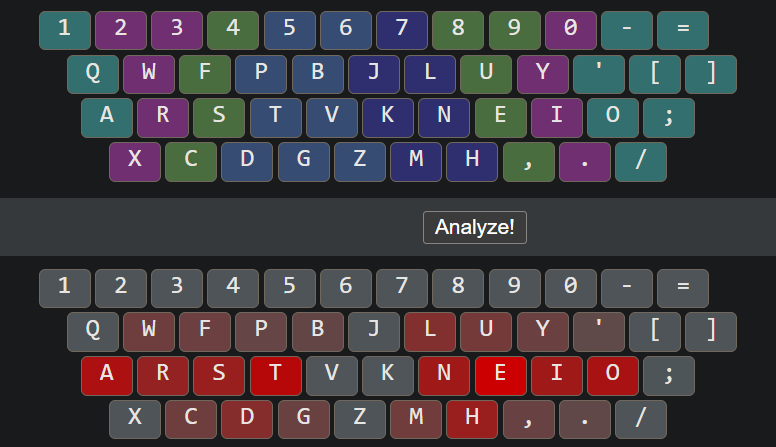 1 2 3 4 5 6 7 8 9 0 - =
Q W F P B J L U Y ' [ ]
A R S T V K N E I O ;
X C D G Z M H , . /
Analyze!
1 2 3 4 5 6 7 8 9 0 - =
Q W F P B J L U Y ' [ ]
A R S T V K N E I O ;
X C D G Z M H , . /